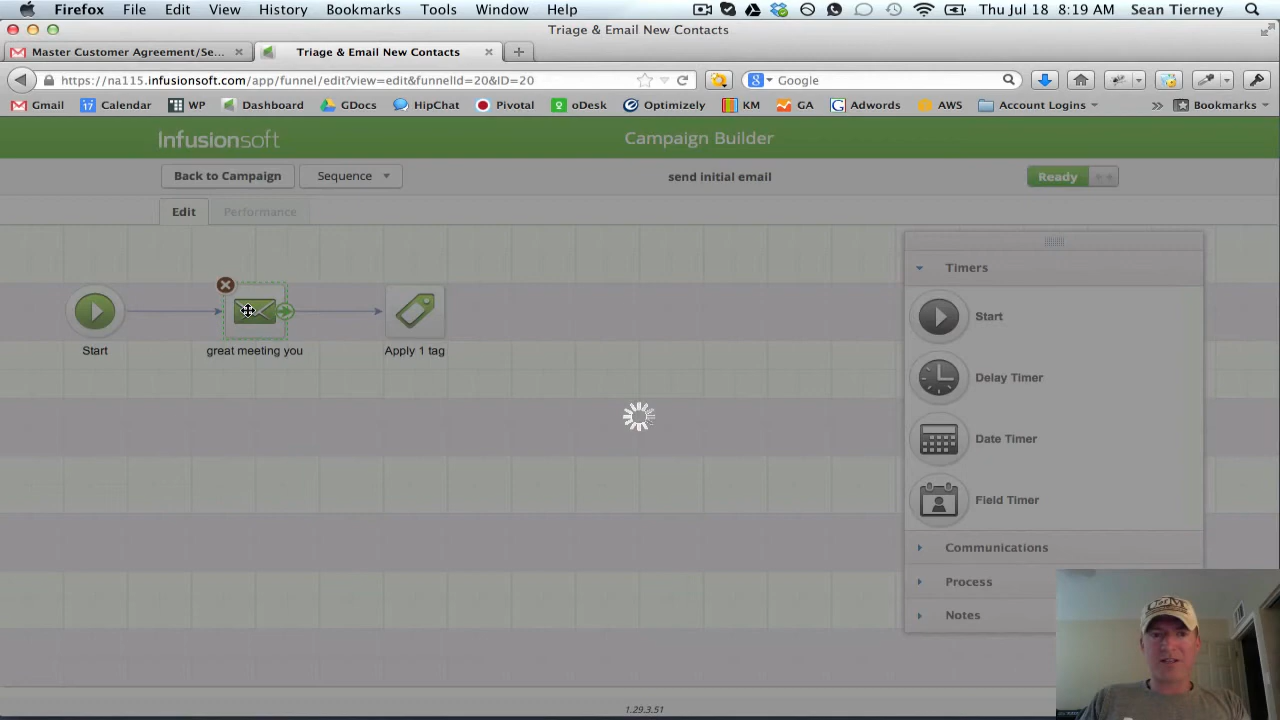 Firefox File Edit View History Bookmarks Tools Window Help Thu Jul 18 8:19 AM Sean Tierney
Triage & Email New Contacts
Master Customer Agreement/Se... Triage & Email New Contacts
https://na115.infusionsoft.com/app/funnel/edit?view=edit&funnelId=20&ID=20 Google
Gmail Calendar WP Dashboard GDocs HipChat Pivotal oDesk Optimizely KM GA Adwords AWS Account Logins Bookmarks
Infusionsoft Campaign Builder
Back to Campaign Sequence send initial email Ready
Edit Performance
Timers
Start
Delay Timer
Date Timer
Field Timer
Communications
Process
Notes
Start great meeting you Apply 1 tag
1.29.3.51